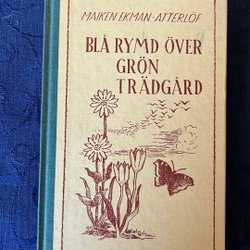 MAIKEN EKMAN-ATTERLÖF
BLÅ RYMD ÖVER
GRÖN
TRÄDGÅRD